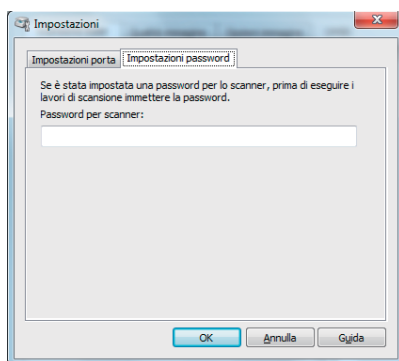 Impostazioni
Impostazioni porta Impostazioni password
Se è stata impostata una password per lo scanner, prima di eseguire i
lavori di scansione immettere la password.
Password per scanner:
OK Annulla Guida